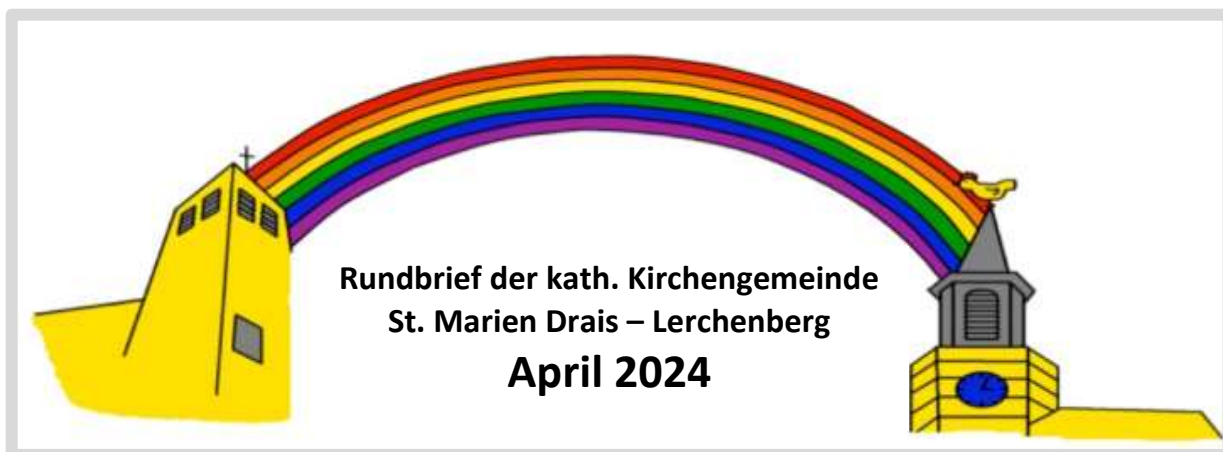 Rundbrief der kath. Kirchengemeinde
St. Marien Drais – Lerchenberg
April 2024